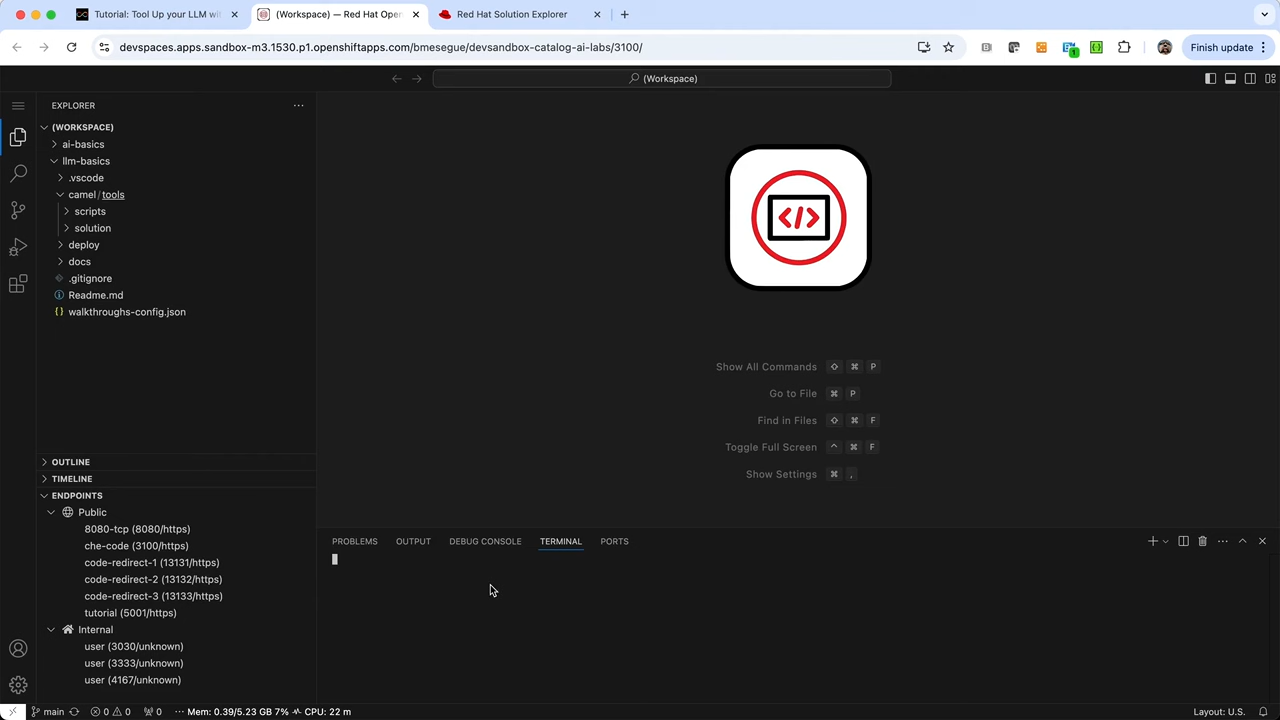 Tutorial: Tool Up your LLM wit
(Workspace) — Red Hat Open
Red Hat Solution Explorer
devspaces.apps.sandbox-m3.1530.p1.openshiftapps.com/bmesegue/devsandbox-catalog-ai-labs/3100/
1
Finish update
(Workspace)
EXPLORER
(WORKSPACE)
ai-basics
llm-basics
.vscode
camel / tools
scripts
solution
deploy
docs
.gitignore
Readme.md
{} walkthroughs-config.json
</>
Show All Commands ⇧ ⌘ P
Go to File ⌘ P
Find in Files ⇧ ⌘ F
Toggle Full Screen ⌃ ⌘ F
Show Settings ⌘ ,
OUTLINE
TIMELINE
ENDPOINTS
Public
8080-tcp (8080/https)
che-code (3100/https)
code-redirect-1 (13131/https)
code-redirect-2 (13132/https)
code-redirect-3 (13133/https)
tutorial (5001/https)
Internal
user (3030/unknown)
user (3333/unknown)
user (4167/unknown)
PROBLEMS OUTPUT DEBUG CONSOLE TERMINAL PORTS
main 0 0 0 Mem: 0.39/5.23 GB 7% CPU: 22 m
Layout: U.S.